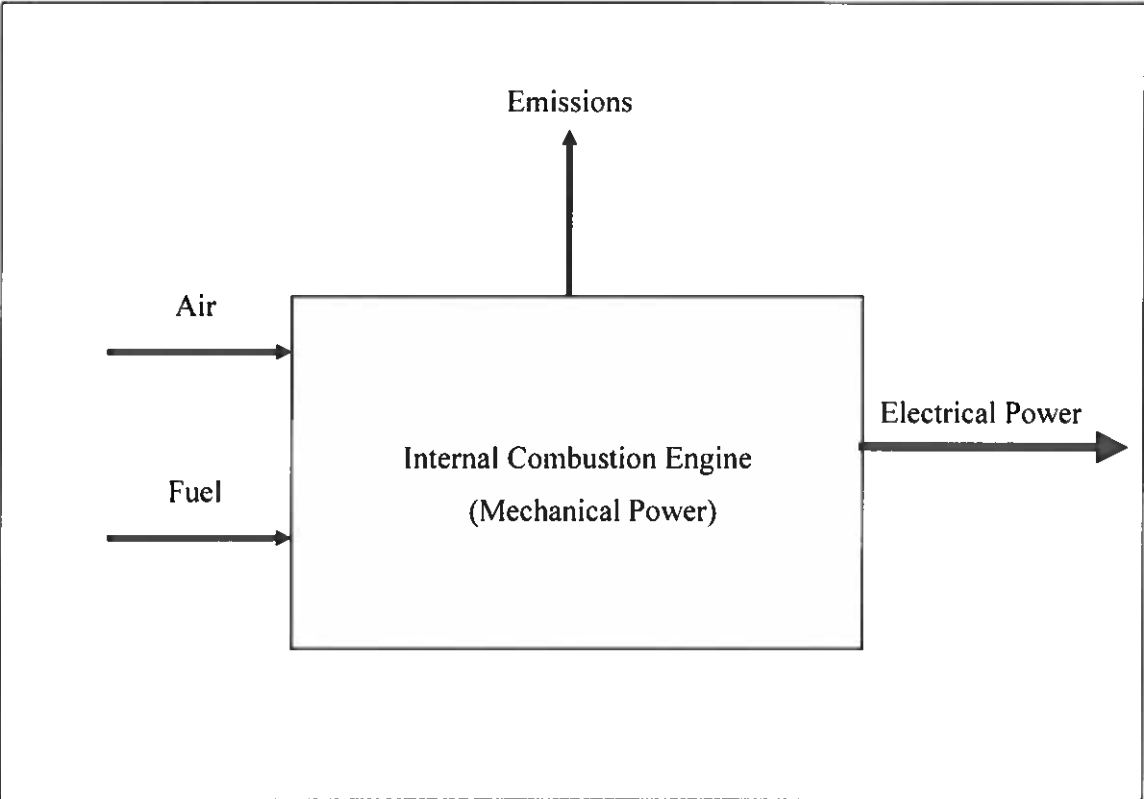 Emissions
Air
Electrical Power
Internal Combustion Engine
Fuel
(Mechanical Power)